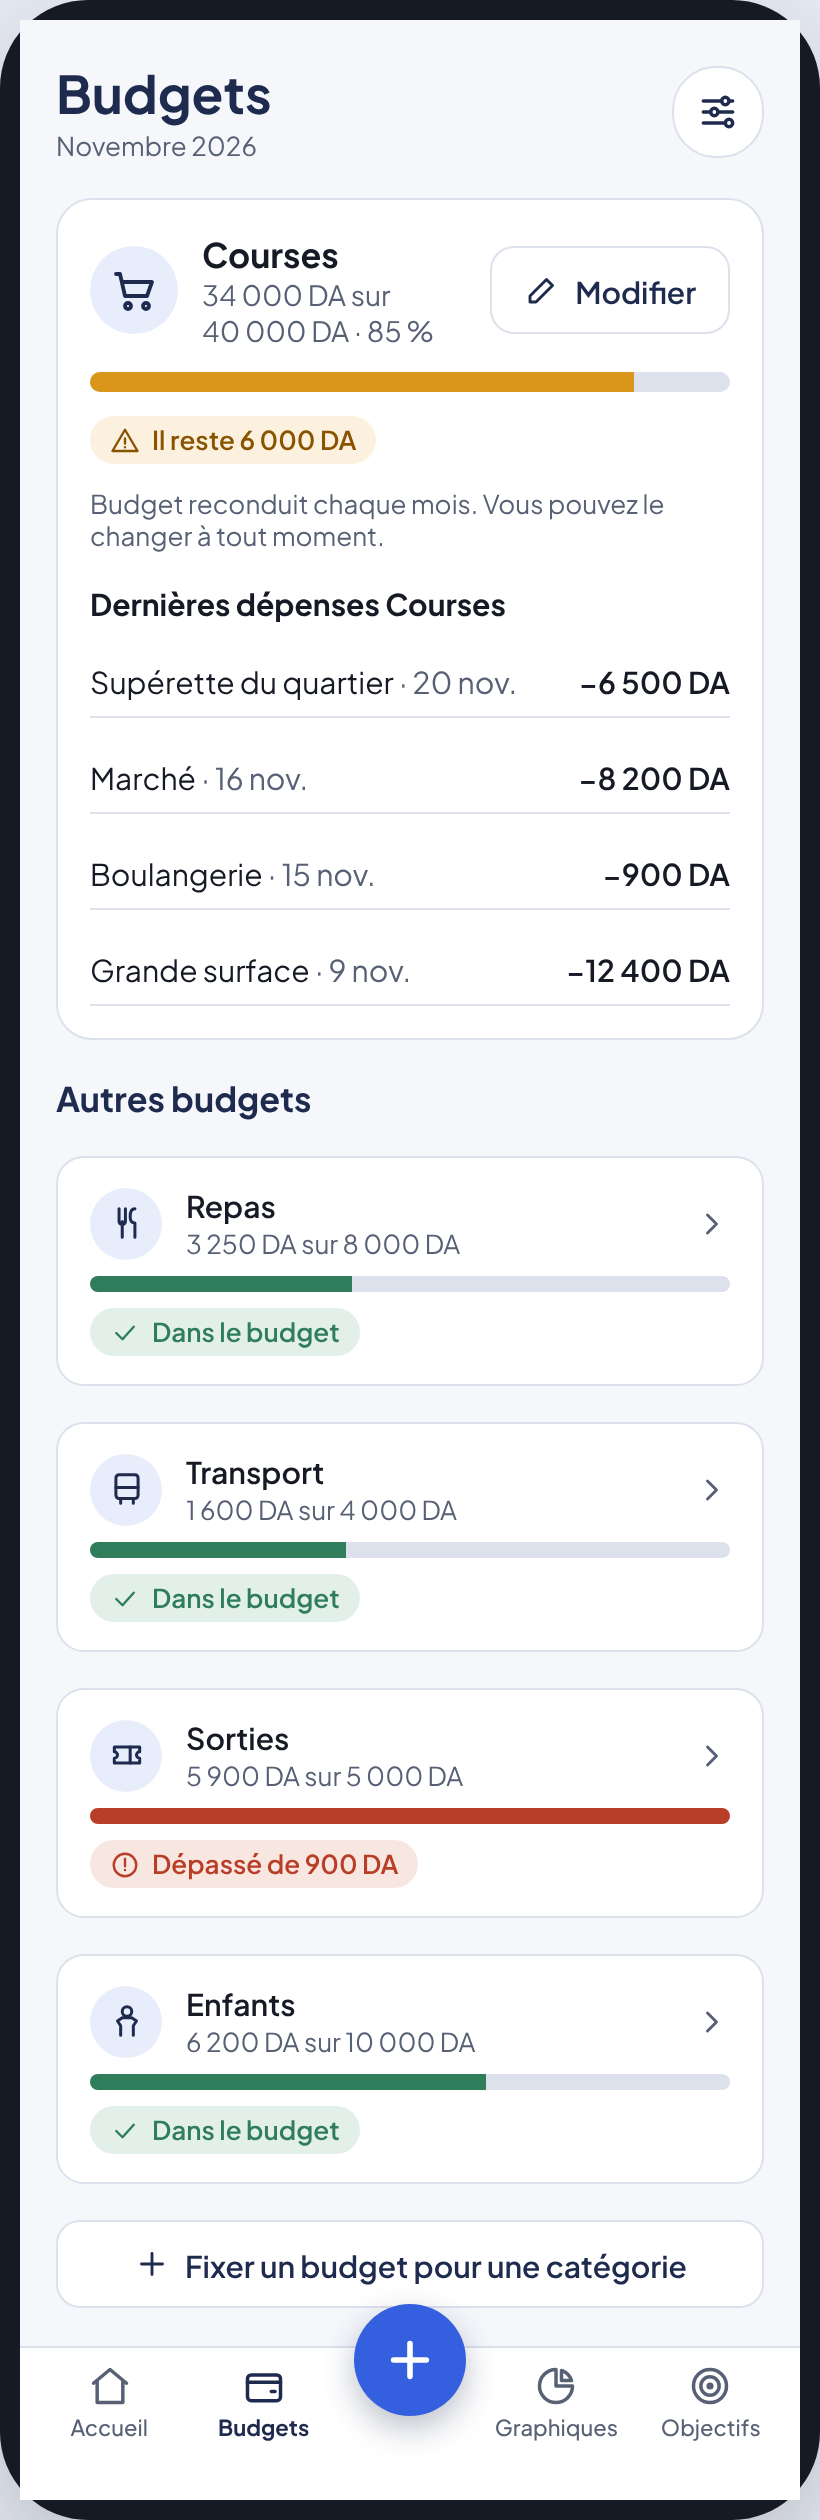 Budgets
Novembre 2026
Courses
34 000 DA sur
40 000 DA · 85 %
Modifier
Il reste 6 000 DA
Budget reconduit chaque mois. Vous pouvez le
changer à tout moment.
Dernières dépenses Courses
Supérette du quartier · 20 nov. −6 500 DA
Marché · 16 nov. −8 200 DA
Boulangerie · 15 nov. −900 DA
Grande surface · 9 nov. −12 400 DA
Autres budgets
Repas
3 250 DA sur 8 000 DA
Dans le budget
Transport
1 600 DA sur 4 000 DA
Dans le budget
Sorties
5 900 DA sur 5 000 DA
Dépassé de 900 DA
Enfants
6 200 DA sur 10 000 DA
Dans le budget
Fixer un budget pour une catégorie
Accueil Budgets Graphiques Objectifs